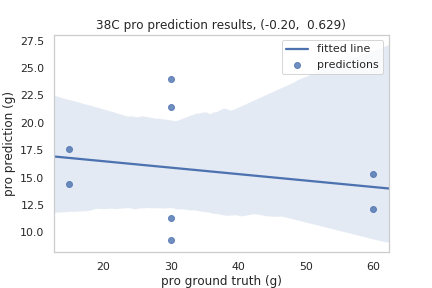 38C pro prediction results, (-0.20,  0.629)
fitted line
predictions
pro prediction (g)
27.5
25.0
22.5
20.0
17.5
15.0
12.5
10.0
20 30 40 50 60
pro ground truth (g)